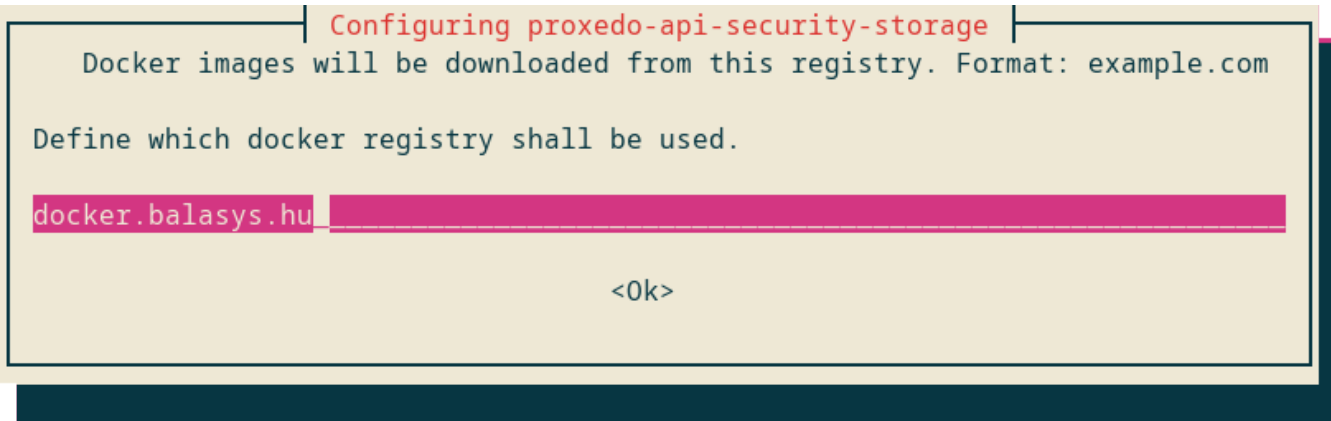 Configuring proxedo-api-security-storage
Docker images will be downloaded from this registry. Format: example.com
Define which docker registry shall be used.
docker.balasys.hu
<Ok>